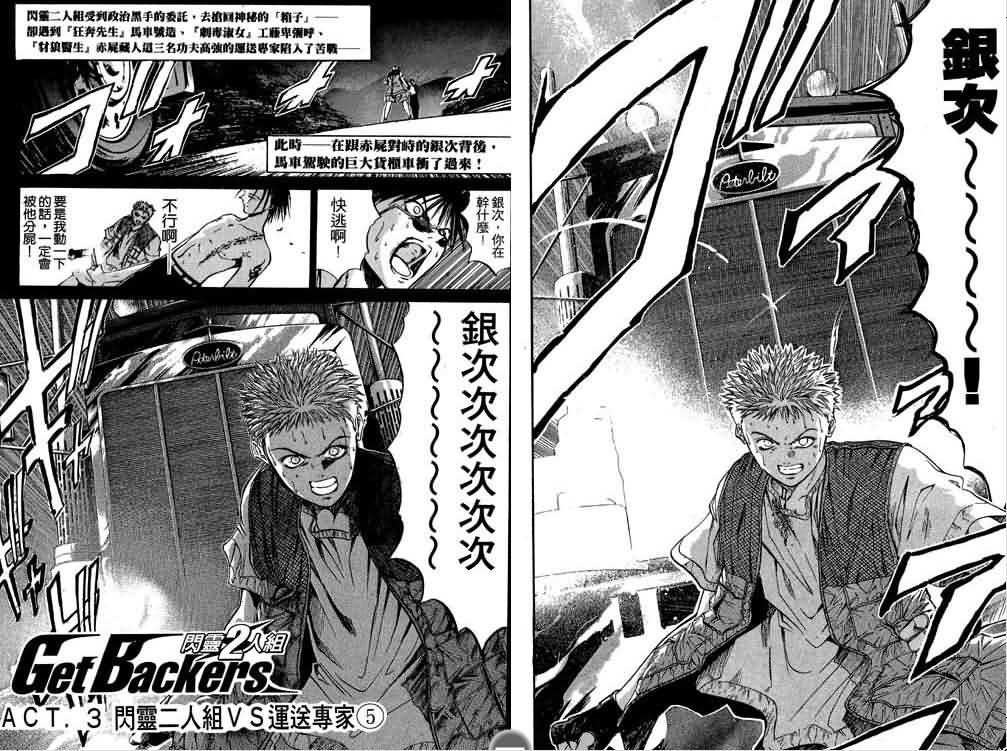 閃靈二人組受到政治黑手的委託，去搶回神秘的「箱子」——
卻遇到『狂奔先生』馬車號造、『劇毒淑女』工藤卑彌呼、
『豺狼醫生』赤屍藏人這三名功夫高強的運送專家陷入了苦戰——
此時——在跟赤屍對峙的銀次背後，
馬車駕駛的巨大貨櫃車衝了過來！
銀次，你在
幹什麼！
快逃啊！
不行啊，
要是我動一下
的話，一定會
被他分屍！
Peterbilt
銀次次次次次次～～～～～～
閃靈2人組
Get Backers
ACT. 3 閃靈二人組VS運送專家⑤
銀次～～～～～～！
Peterbilt